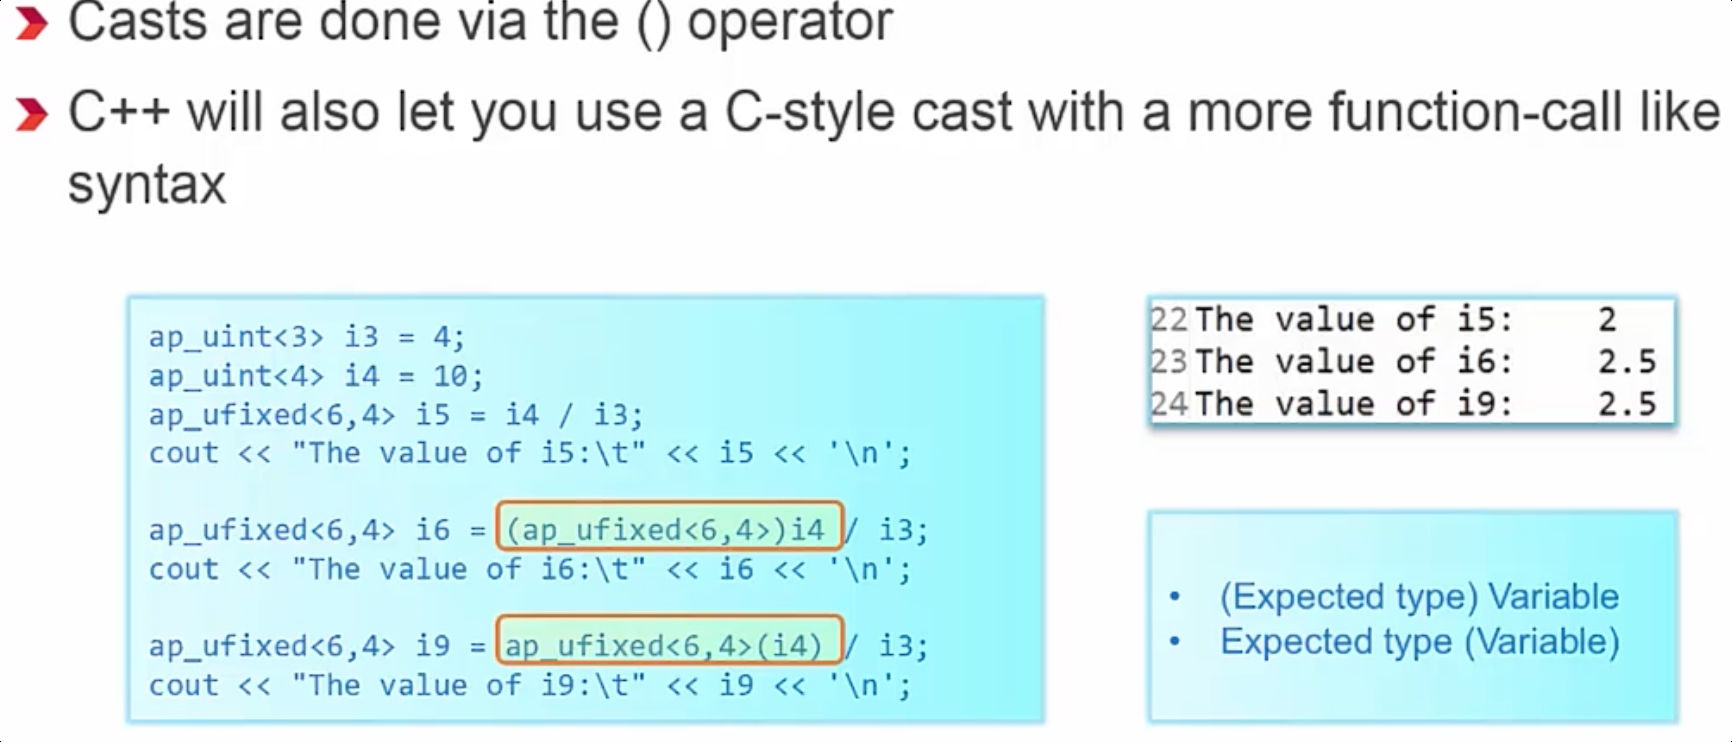 Casts are done via the () operator
C++ will also let you use a C-style cast with a more function-call like
syntax
ap_uint<3> i3 = 4;
ap_uint<4> i4 = 10;
ap_ufixed<6,4> i5 = i4 / i3;
cout << "The value of i5:\t" << i5 << '\n';
ap_ufixed<6,4> i6 = (ap_ufixed<6,4>)i4 / i3;
cout << "The value of i6:\t" << i6 << '\n';
ap_ufixed<6,4> i9 = ap_ufixed<6,4>(i4) / i3;
cout << "The value of i9:\t" << i9 << '\n';
22 The value of i5: 2
23 The value of i6: 2.5
24 The value of i9: 2.5
• (Expected type) Variable
• Expected type (Variable)